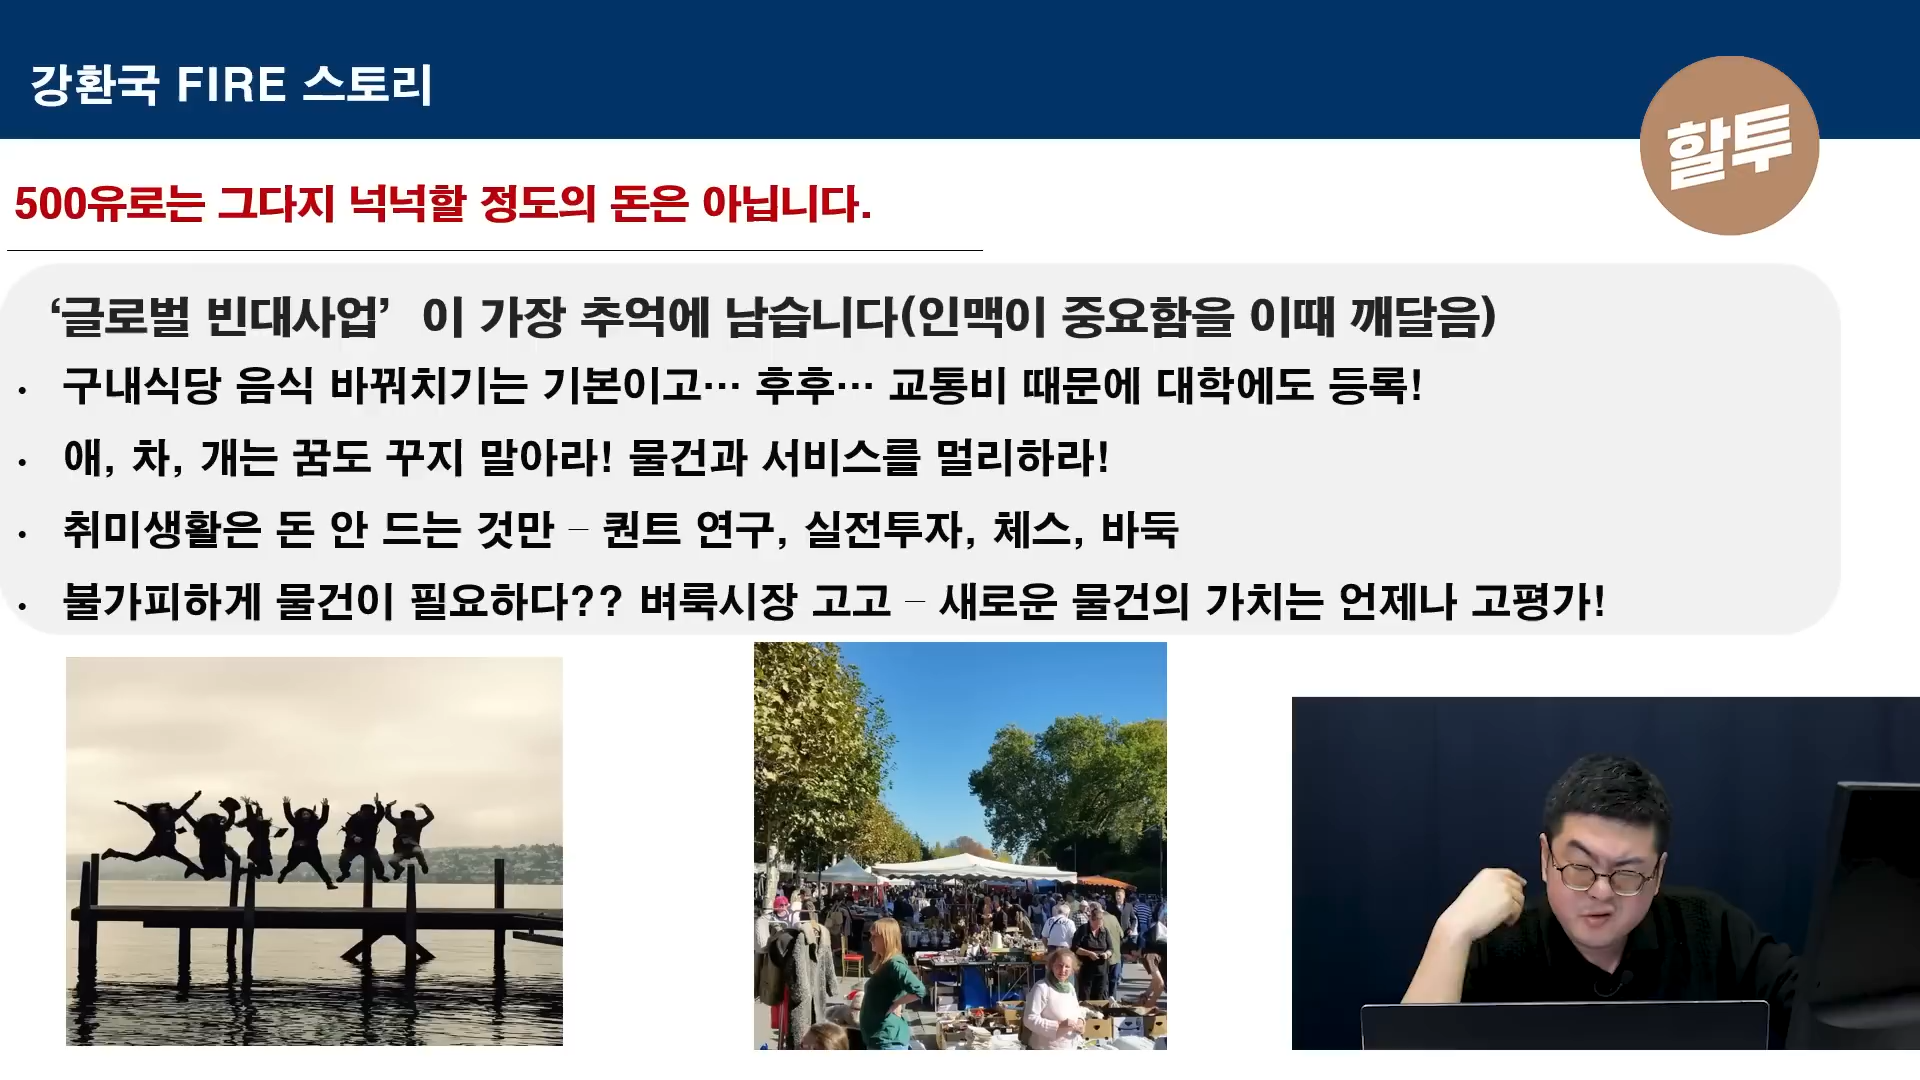 강환국 FIRE 스토리
할투
500유로는 그다지 넉넉할 정도의 돈은 아닙니다.
‘글로벌 빈대사업’ 이 가장 추억에 남습니다(인맥이 중요함을 이때 깨달음)
• 구내식당 음식 바꿔치기는 기본이고… 후후… 교통비 때문에 대학에도 등록!
• 애, 차, 개는 꿈도 꾸지 말아라! 물건과 서비스를 멀리하라!
• 취미생활은 돈 안 드는 것만 – 퀀트 연구, 실전투자, 체스, 바둑
• 불가피하게 물건이 필요하다?? 벼룩시장 고고 – 새로운 물건의 가치는 언제나 고평가!